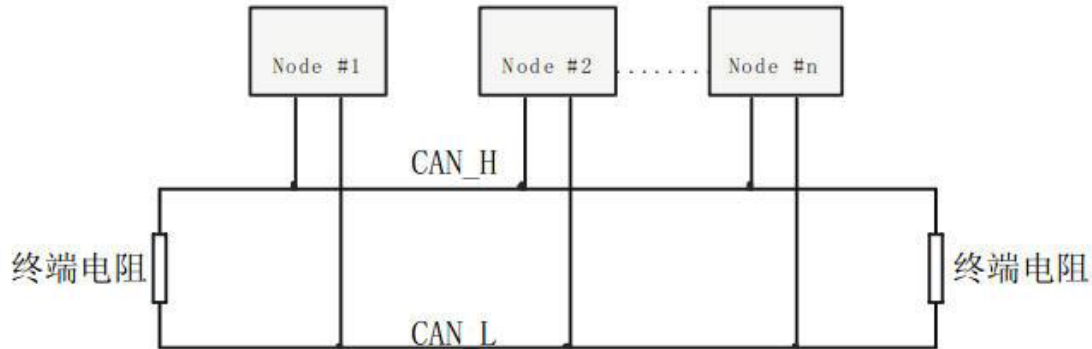 Node #1
Node #2
........
Node #n
CAN_H
终端电阻
终端电阻
CAN_L